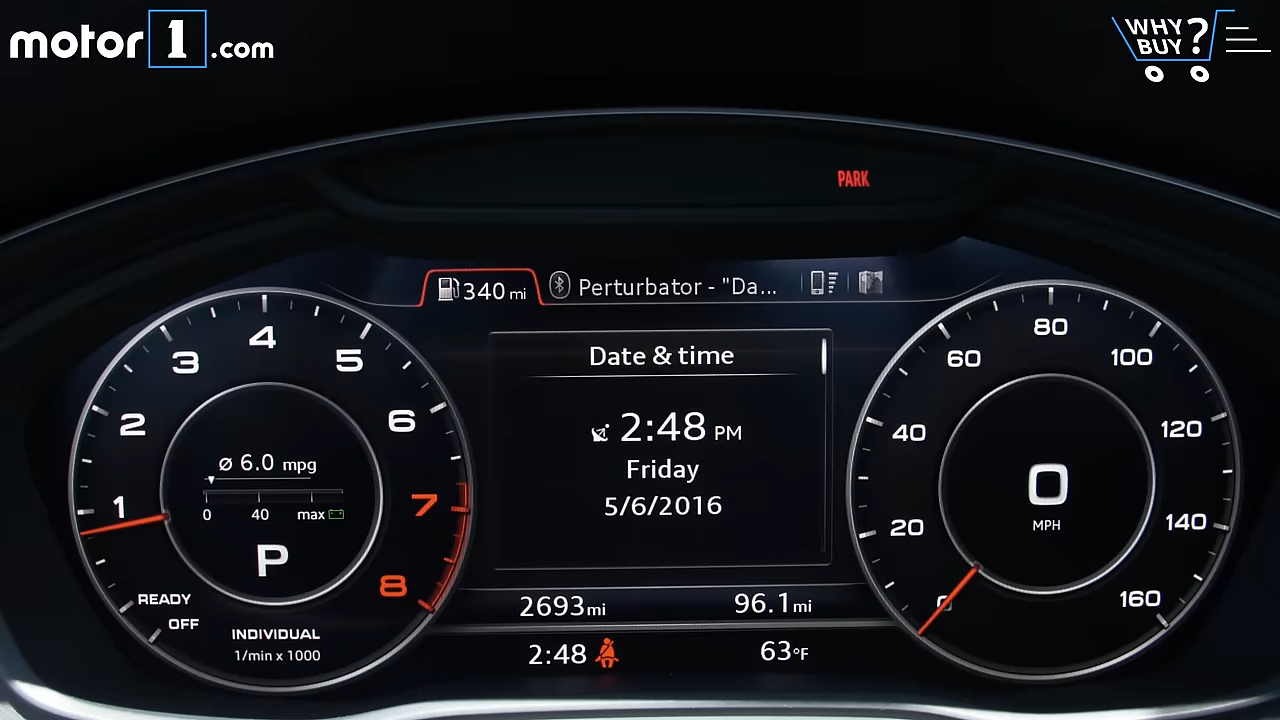 motor1.com
WHY BUY?
PARK
340 mi
Perturbator - "Da...
Date & time
2:48 PM
Friday
5/6/2016
2693mi
96.1mi
2:48
63°F
1
2
3
4
5
6
7
8
ø 6.0 mpg
0 40 max
P
READY
OFF
INDIVIDUAL
1/min x 1000
0
20
40
60
80
100
120
140
160
0
MPH